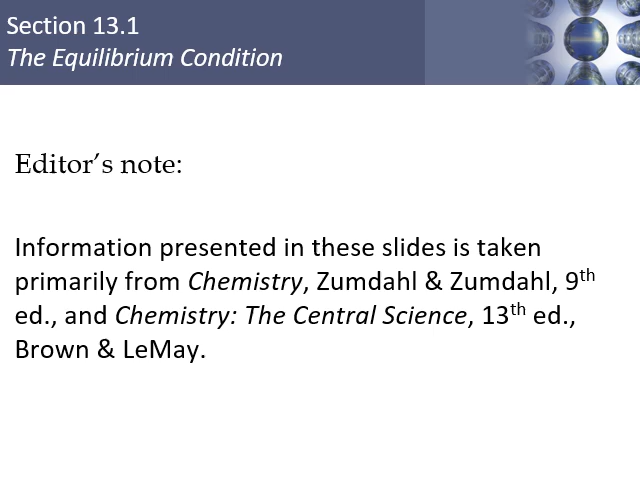 Section 13.1
The Equilibrium Condition
Editor’s note:
Information presented in these slides is taken
primarily from Chemistry, Zumdahl & Zumdahl, 9th
ed., and Chemistry: The Central Science, 13th ed.,
Brown & LeMay.